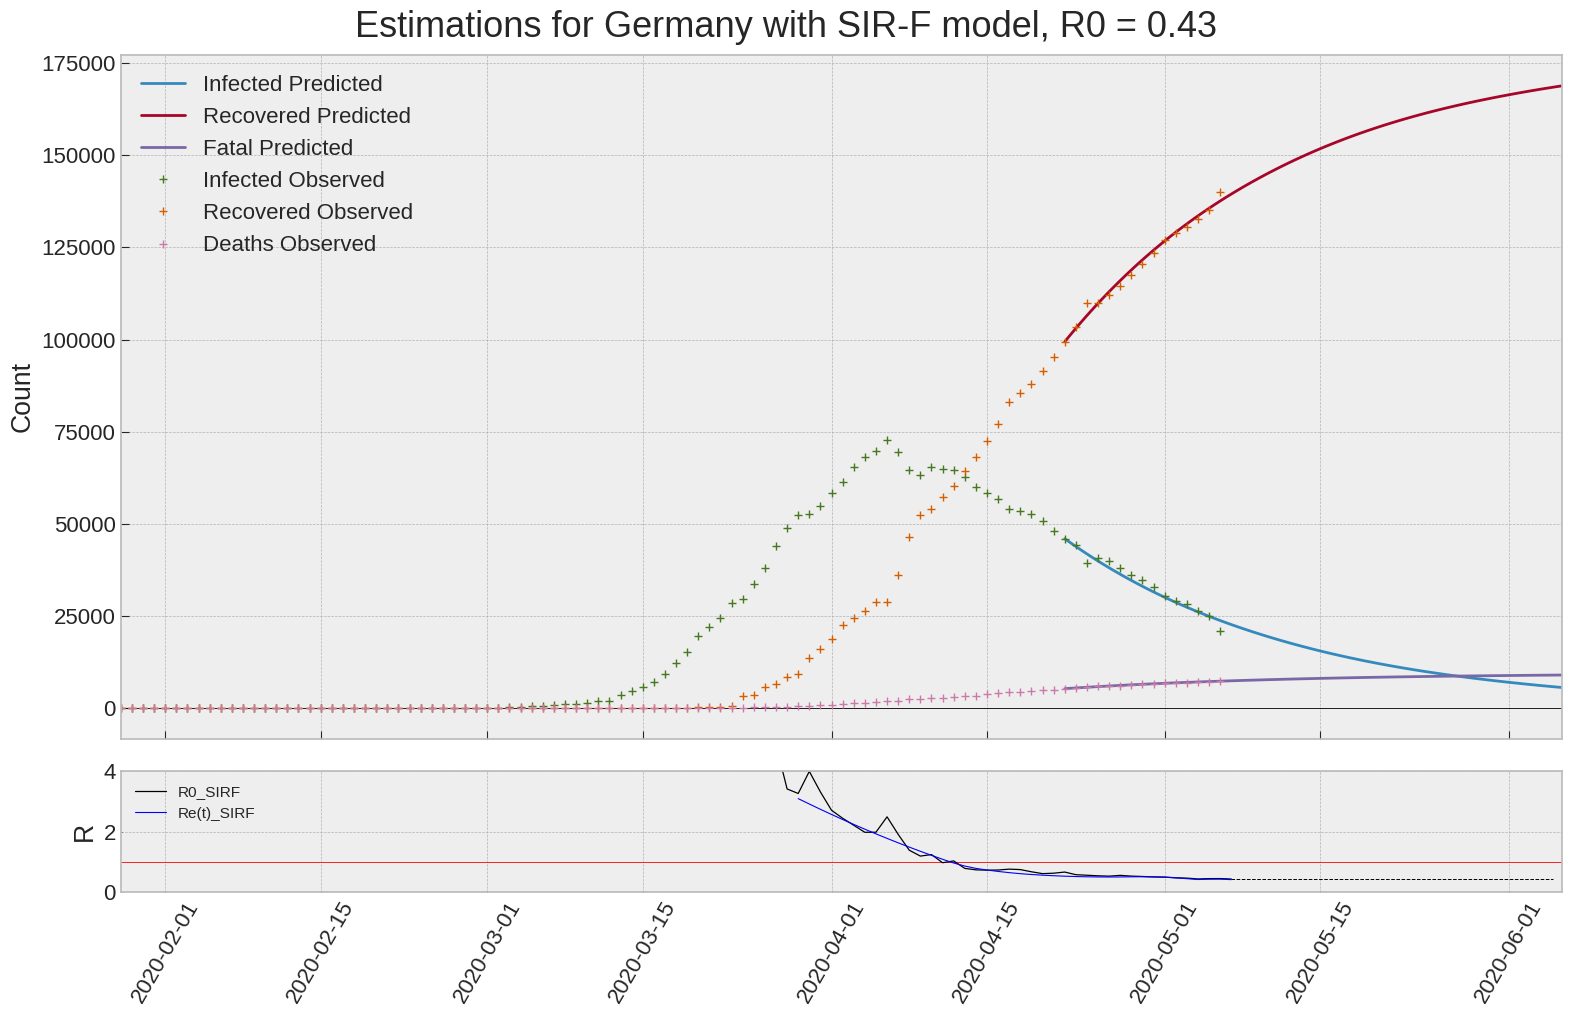 Estimations for Germany with SIR-F model, R0 = 0.43
175000
150000
125000
100000
75000
50000
25000
0
Count
Infected Predicted
Recovered Predicted
Fatal Predicted
Infected Observed
Recovered Observed
Deaths Observed
4
2
0
R
R0_SIRF
Re(t)_SIRF
2020-02-01
2020-02-15
2020-03-01
2020-03-15
2020-04-01
2020-04-15
2020-05-01
2020-05-15
2020-06-01